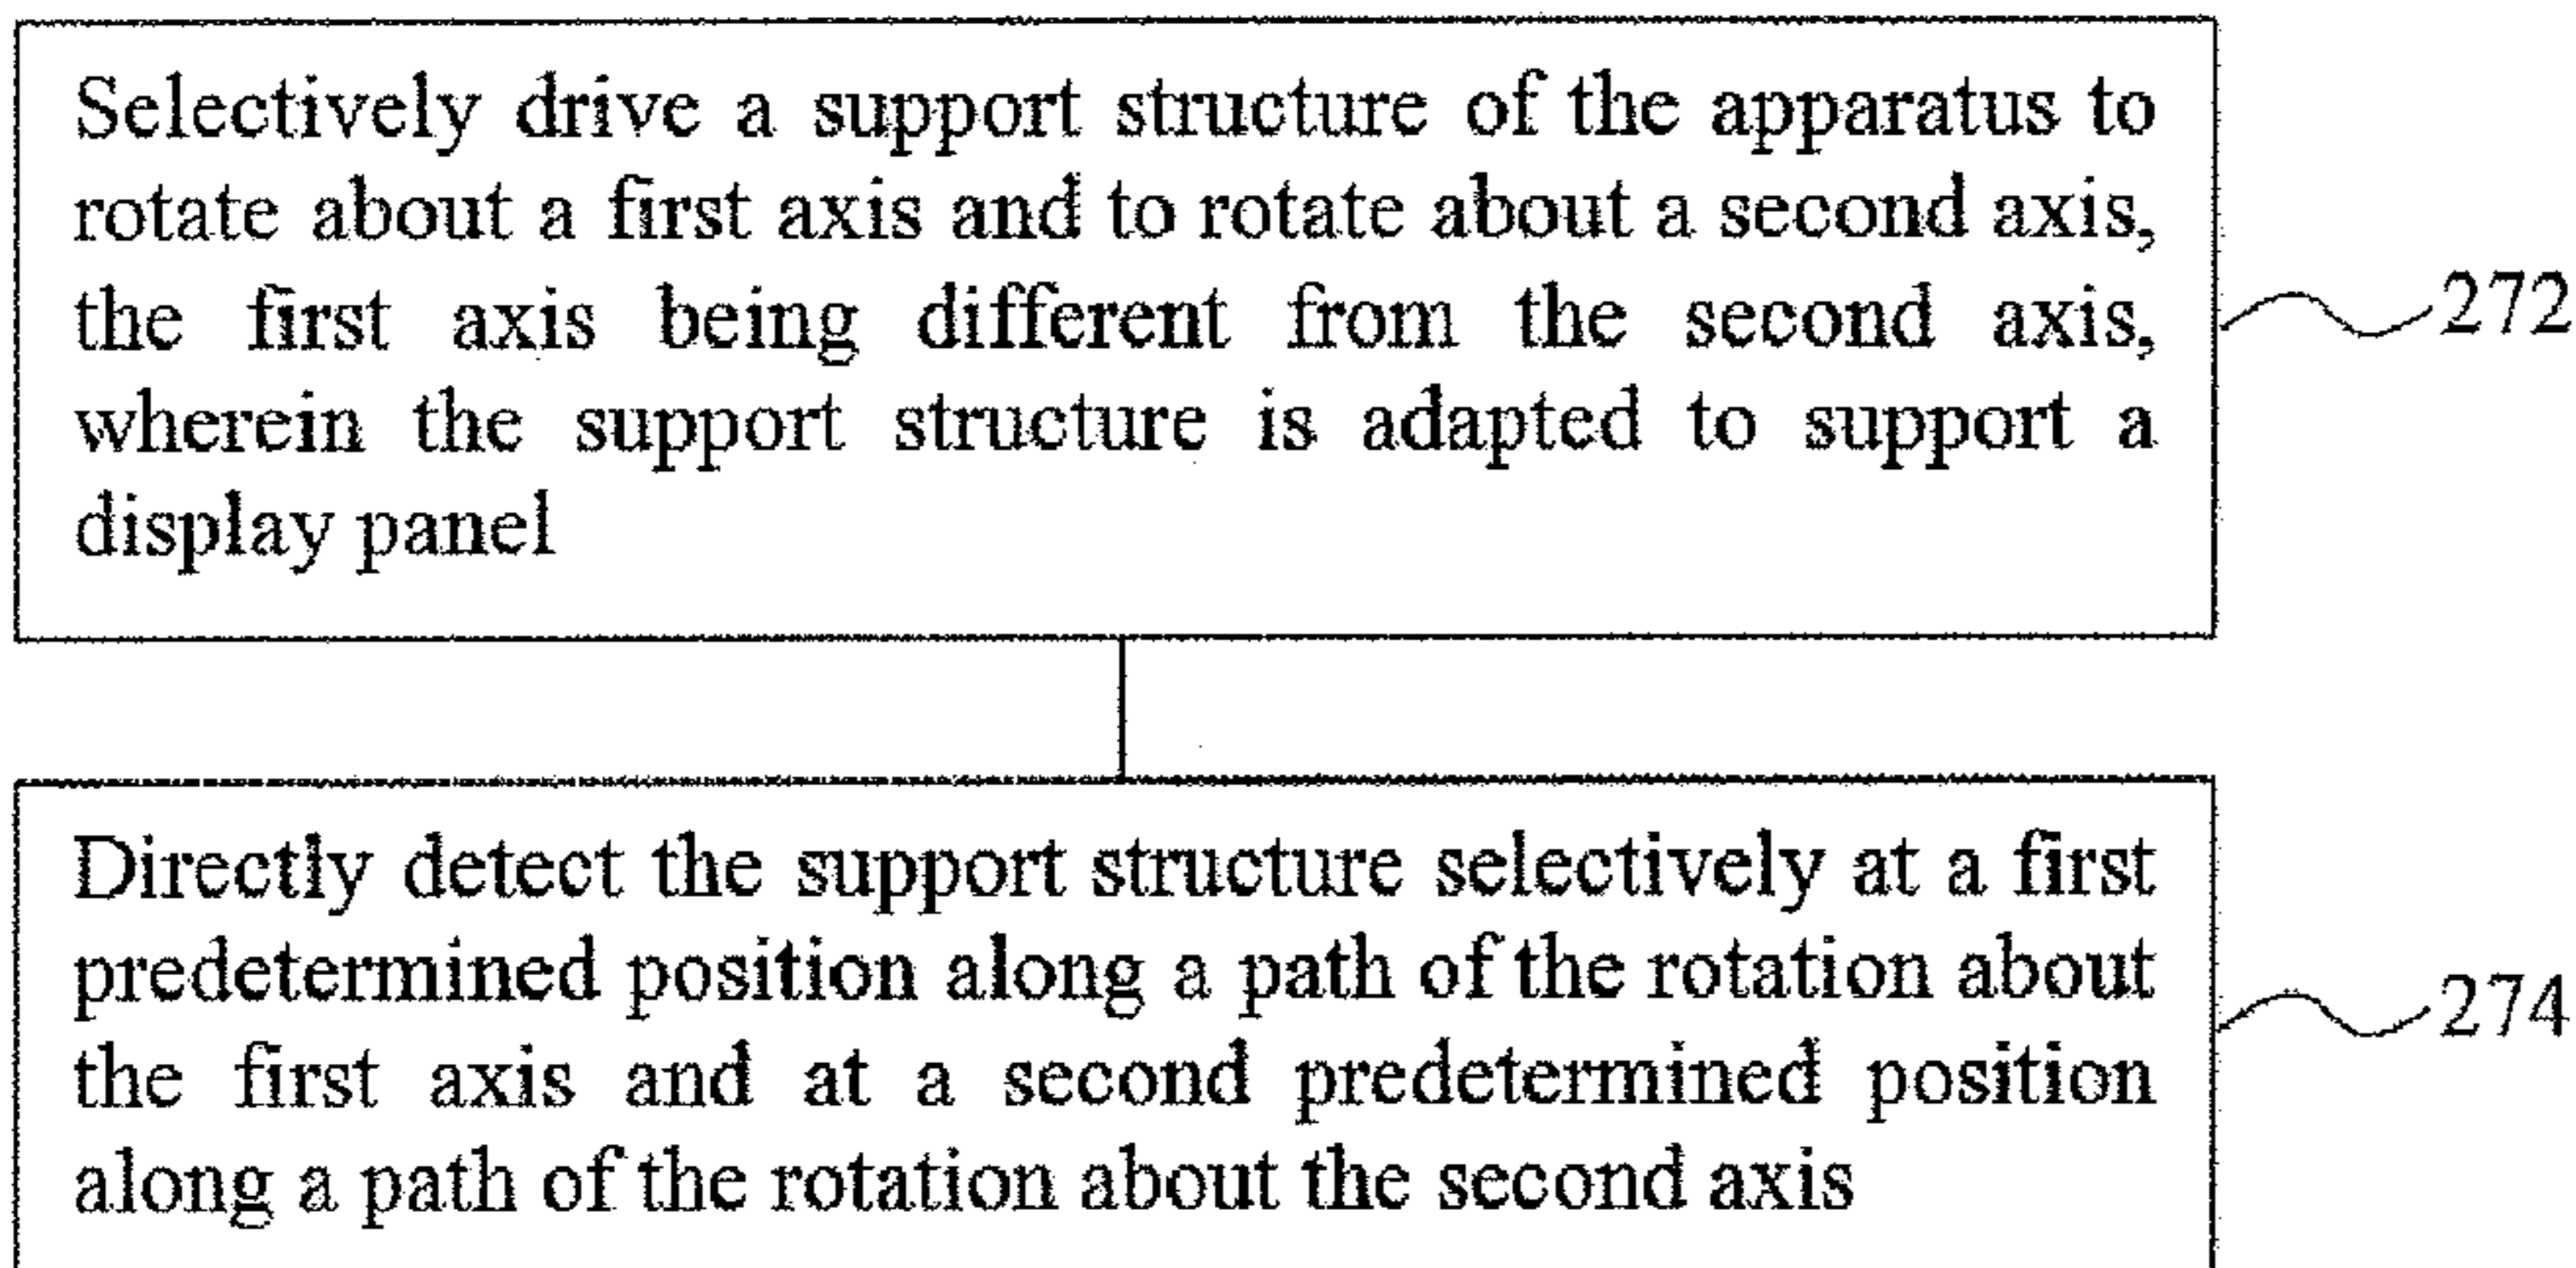 Selectively drive a support structure of the apparatus to
rotate about a first axis and to rotate about a second axis,
the first axis being different from the second axis,
wherein the support structure is adapted to support a
display panel
272
Directly detect the support structure selectively at a first
predetermined position along a path of the rotation about
the first axis and at a second predetermined position
along a path of the rotation about the second axis
274